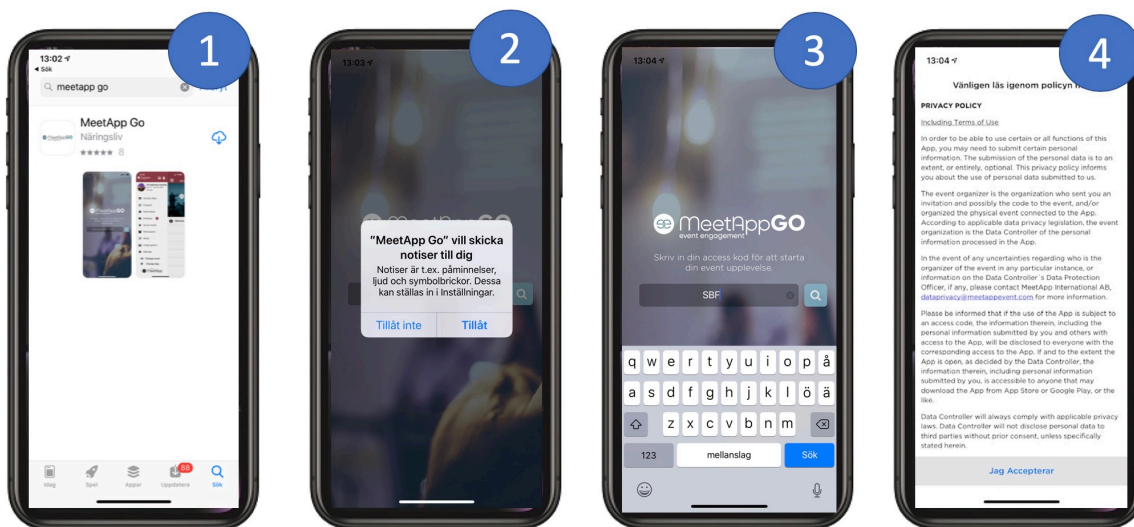 1
13:02
Sök
meetapp go
MeetApp Go
Näringsliv
8
Idag
Spel
Appar
88
Uppdatera
Sök
2
13:03
MeetAppGO
"MeetApp Go" vill skicka
notiser till dig
Notiser är t.ex. påminnelser,
ljud och symbolbrickor. Dessa
kan ställas in i Inställningar.
Tillåt inte
Tillåt
3
13:04
MeetAppGO
event engagement
Skriv in din access kod för att starta
din event upplevelse.
SBF
q w e r t y u i o p å
a s d f g h j k l ö ä
z x c v b n m
123
mellanslag
Sök
4
13:04
Vänligen läs igenom policyn
PRIVACY POLICY
Including Terms of Use
In order to be able to use certain or all functions of this
App, you may need to submit certain personal
information. The submission of the personal data is to an
extent, or entirely, optional. This privacy policy informs
you about the use of personal data submitted to us.
The event organizer is the organization who sent you an
invitation and possibly the code to the event, and/or
organized the physical event connected to the App.
According to applicable data privacy legislation, the event
organization is the Data Controller of the personal
information processed in the App.
In the event of any uncertainties regarding who is the
organizer of the event in any particular instance, or
information on the Data Controller´s Data Protection
Officer, if any, please contact MeetApp International AB,
dataprivacy@meetappevent.com for more information.
Please be informed that if the use of the App is subject to
an access code, the information therein, including the
personal information submitted by you and others with
access to the App, will be disclosed to everyone with the
corresponding access to the App. If and to the extent the
App is open, as decided by the Data Controller, the
information therein, including personal information
submitted by you, is accessible to anyone that may
download the App from App Store or Google Play, or the
like.
Data Controller will always comply with applicable privacy
laws. Data Controller will not disclose personal data to
third parties without prior consent, unless specifically
stated herein.
Jag Accepterar